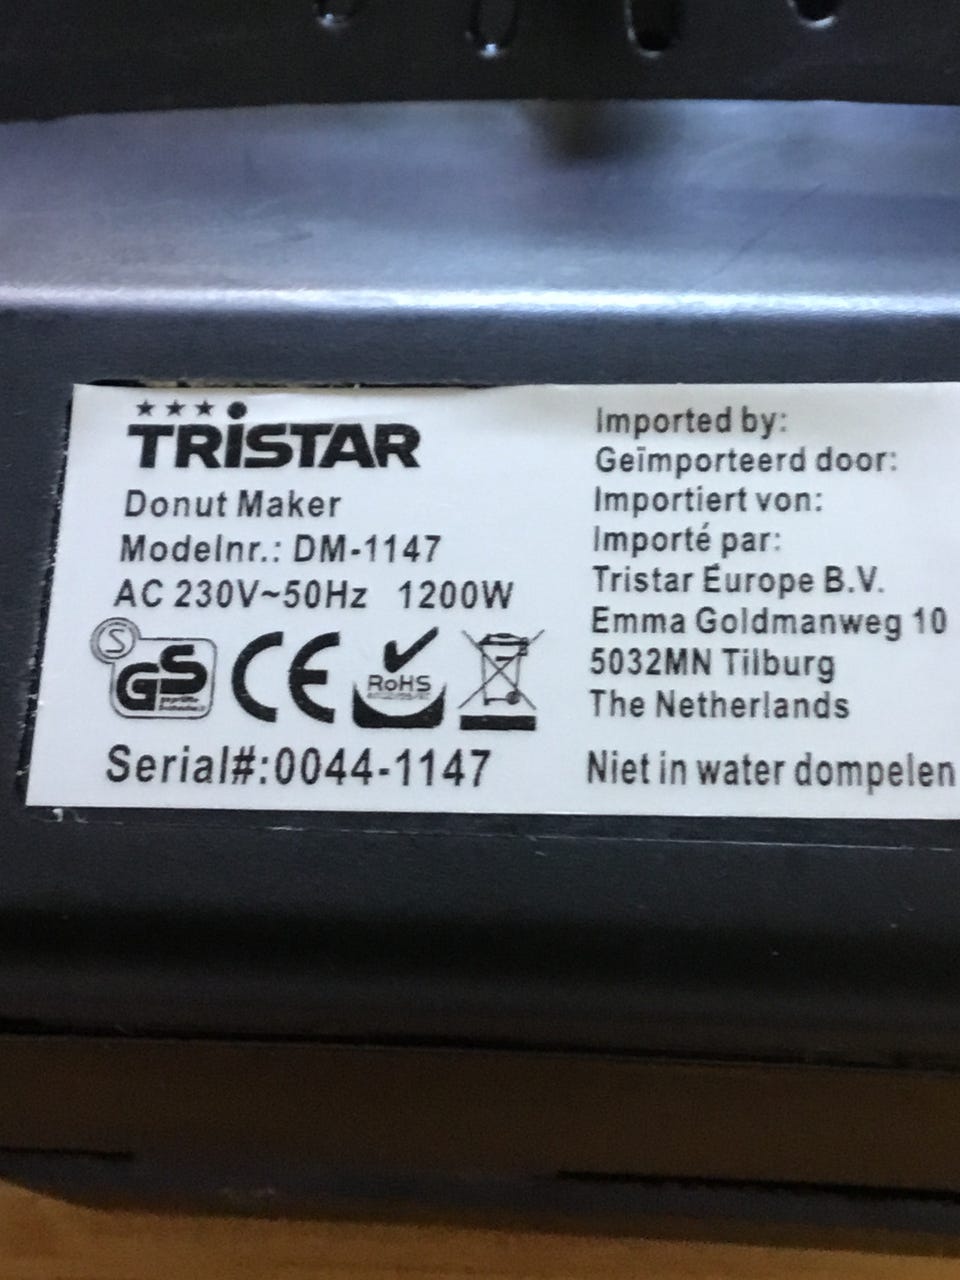 TRISTAR
Donut Maker
Modelnr.: DM-1147
AC 230V~50Hz 1200W
S
GS
CE
RoHS
Serial#:0044-1147
Imported by:
Geïmporteerd door:
Importiert von:
Importé par:
Tristar Europe B.V.
Emma Goldmanweg 10
5032MN Tilburg
The Netherlands
Niet in water dompelen